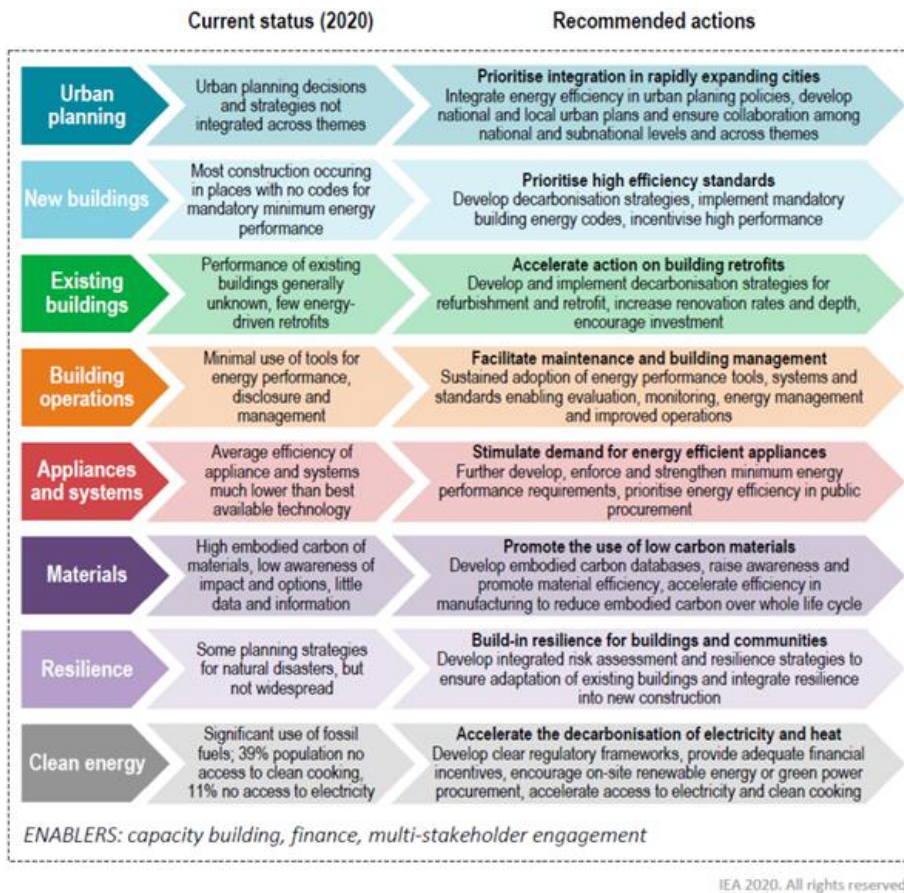 Current status (2020)
Recommended actions
Urban
planning
Urban planning decisions
and strategies not
integrated across themes
Prioritise integration in rapidly expanding cities
Integrate energy efficiency in urban planing policies, develop
national and local urban plans and ensure collaboration among
national and subnational levels and across themes
New buildings
Most construction occuring
in places with no codes for
mandatory minimum energy
performance
Prioritise high efficiency standards
Develop decarbonisation strategies, implement mandatory
building energy codes, incentivise high performance
Existing
buildings
Performance of existing
buildings generally
unknown, few energy-
driven retrofits
Accelerate action on building retrofits
Develop and implement decarbonisation strategies for
refurbishment and retrofit, increase renovation rates and depth,
encourage investment
Building
operations
Minimal use of tools for
energy performance,
disclosure and
management
Facilitate maintenance and building management
Sustained adoption of energy performance tools, systems and
standards enabling evaluation, monitoring, energy management
and improved operations
Appliances
and systems
Average efficiency of
appliance and systems
much lower than best
available technology
Stimulate demand for energy efficient appliances
Further develop, enforce and strengthen minimum energy
performance requirements, prioritise energy efficiency in public
procurement
Materials
High embodied carbon of
materials, low awareness of
impact and options, little
data and information
Promote the use of low carbon materials
Develop embodied carbon databases, raise awareness and
promote material efficiency, accelerate efficiency in
manufacturing to reduce embodied carbon over whole life cycle
Resilience
Some planning strategies
for natural disasters, but
not widespread
Build-in resilience for buildings and communities
Develop integrated risk assessment and resilience strategies to
ensure adaptation of existing buildings and integrate resilience
into new construction
Clean energy
Significant use of fossil
fuels; 39% population no
access to clean cooking,
11% no access to electricity
Accelerate the decarbonisation of electricity and heat
Develop clear regulatory frameworks, provide adequate financial
incentives, encourage on-site renewable energy or green power
procurement, accelerate access to electricity and clean cooking
ENABLERS: capacity building, finance, multi-stakeholder engagement
IEA 2020. All rights reserved